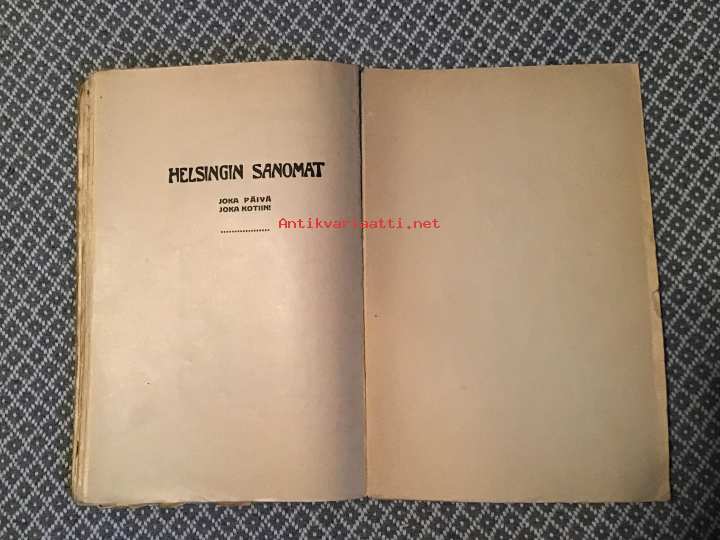 HELSINGIN SANOMAT
JOKA PÄIVÄ
JOKA KOTIIN!
Antikvariaatti.net